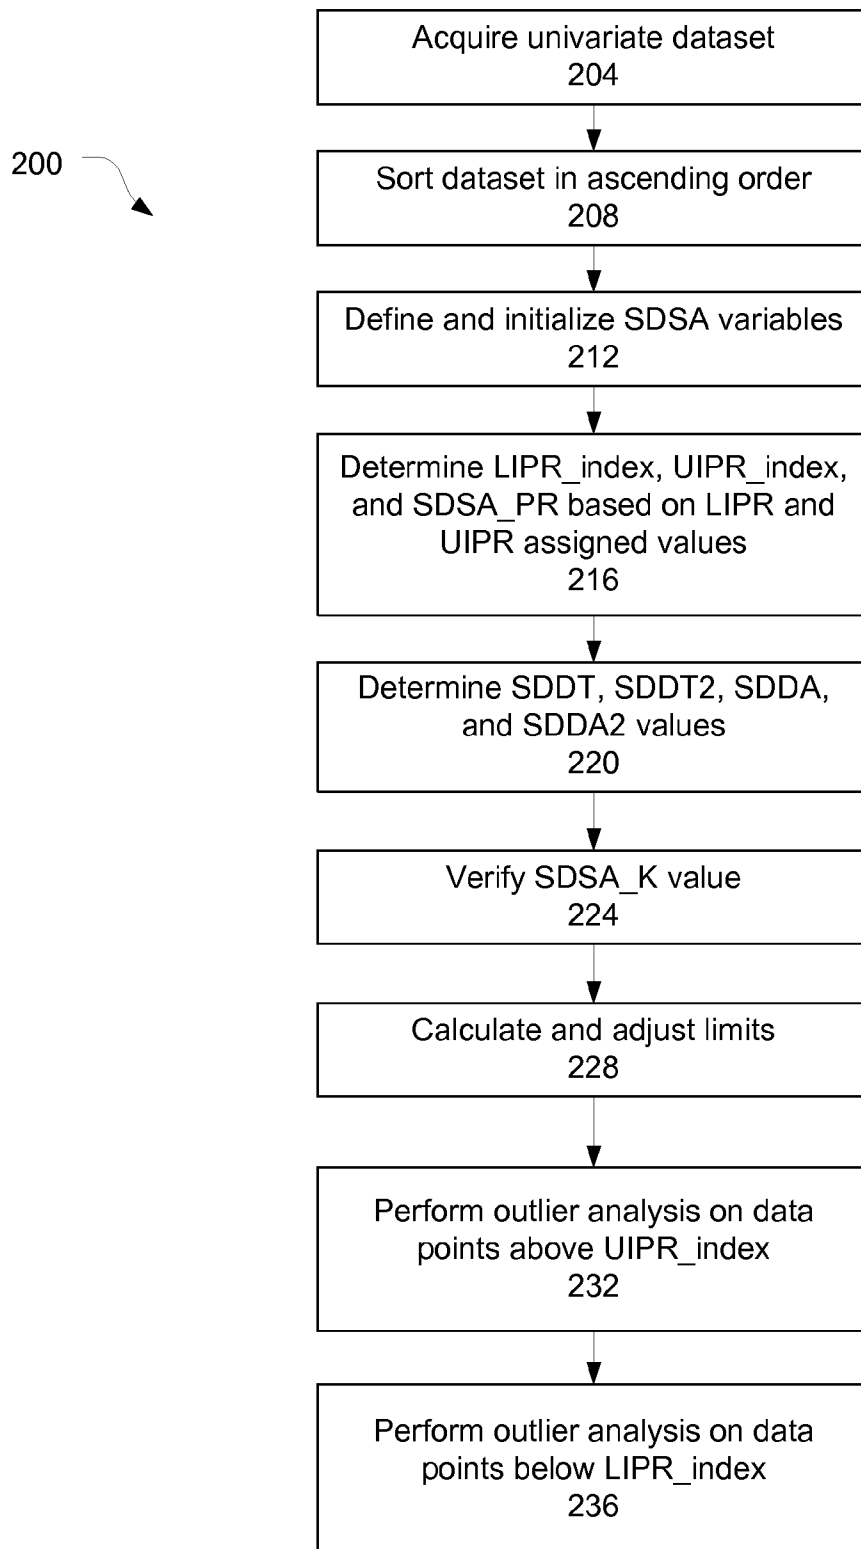 Acquire univariate dataset
204
200
Sort dataset in ascending order
208
Define and initialize SDSA variables
212
Determine LIPR_index, UIPR_index,
and SDSA_PR based on LIPR and
UIPR assigned values
216
Determine SDDT, SDDT2, SDDA,
and SDDA2 values
220
Verify SDSA_K value
224
Calculate and adjust limits
228
Perform outlier analysis on data
points above UIPR_index
232
Perform outlier analysis on data
points below LIPR_index
236